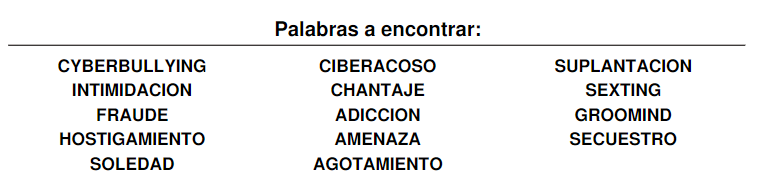 Palabras a encontrar:
CYBERBULLYING CIBERACOSO SUPLANTACION
INTIMIDACION CHANTAJE SEXTING
FRAUDE ADICCION GROOMIND
HOSTIGAMIENTO AMENAZA SECUESTRO
SOLEDAD AGOTAMIENTO